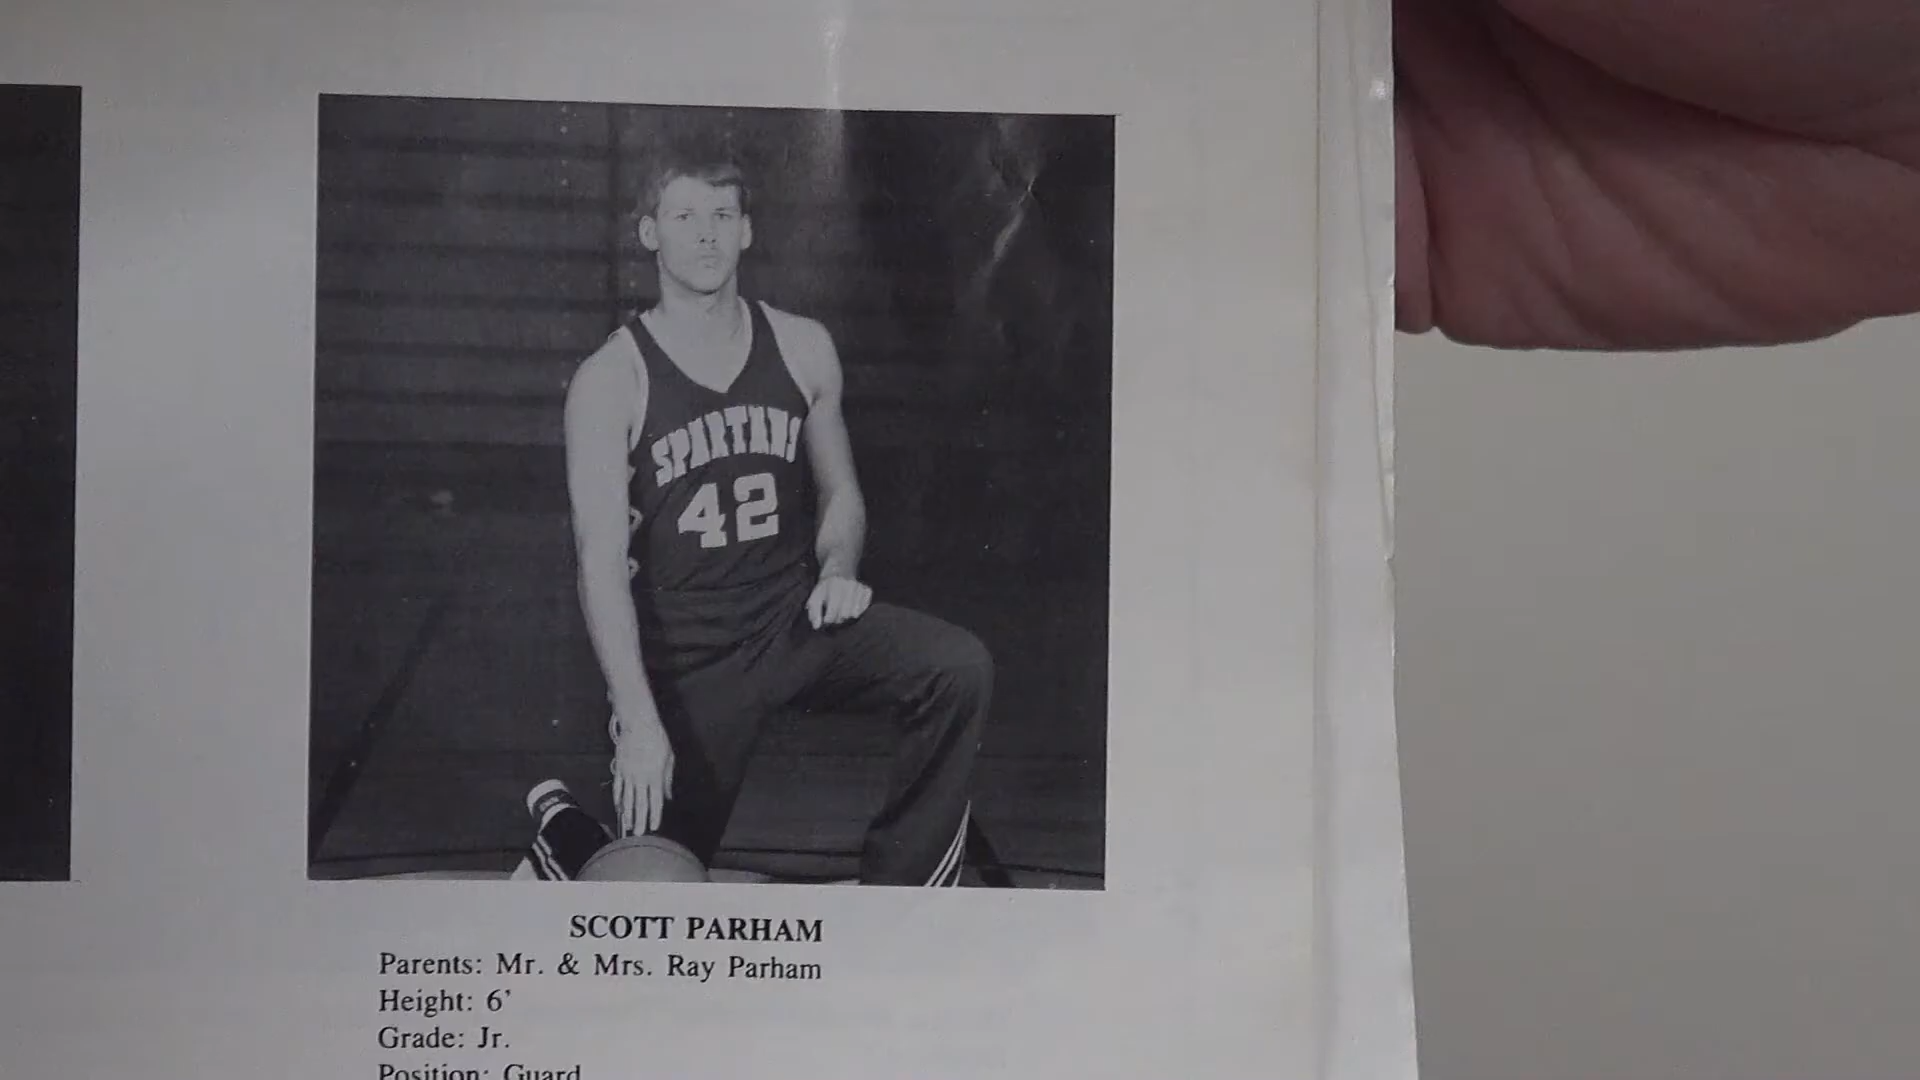 SPARTANS
42
SCOTT PARHAM
Parents: Mr. & Mrs. Ray Parham
Height: 6'
Grade: Jr.
Position: Guard